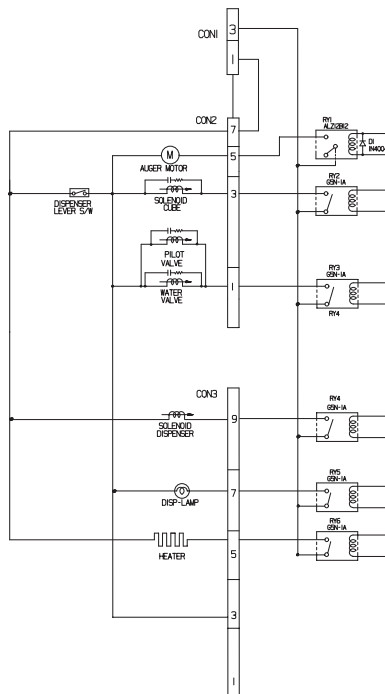 CON1
3
1
CON2
7
5
3
1
M
AUGER MOTOR
DISPENSER
LEVER S/W
SOLENOID
CUBE
PILOT
VALVE
WATER
VALVE
RY1
ALZ12B12
D1
IN4004
RY2
G5N-1A
RY3
G5N-1A
RY4
CON3
9
7
5
3
1
SOLENOID
DISPENSER
DISP-LAMP
HEATER
RY4
G5N-1A
RY5
G5N-1A
RY6
G5N-1A